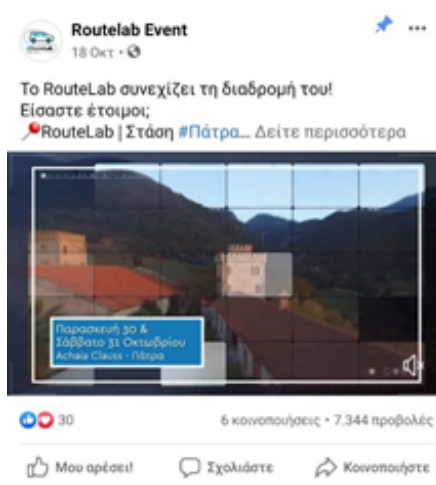 Routelab Event
18 Οκτ •
Το RouteLab συνεχίζει τη διαδρομή του!
Είσαστε έτοιμοι;
📍RouteLab | Στάση #Πάτρα... Δείτε περισσότερα
Παρασκευή 30 &
Σάββατο 31 Οκτωβρίου
Achaia Clauss - Πάτρα
30
6 κοινοποιήσεις • 7.344 προβολές
Μου αρέσει!
Σχολιάστε
Κοινοποιήστε